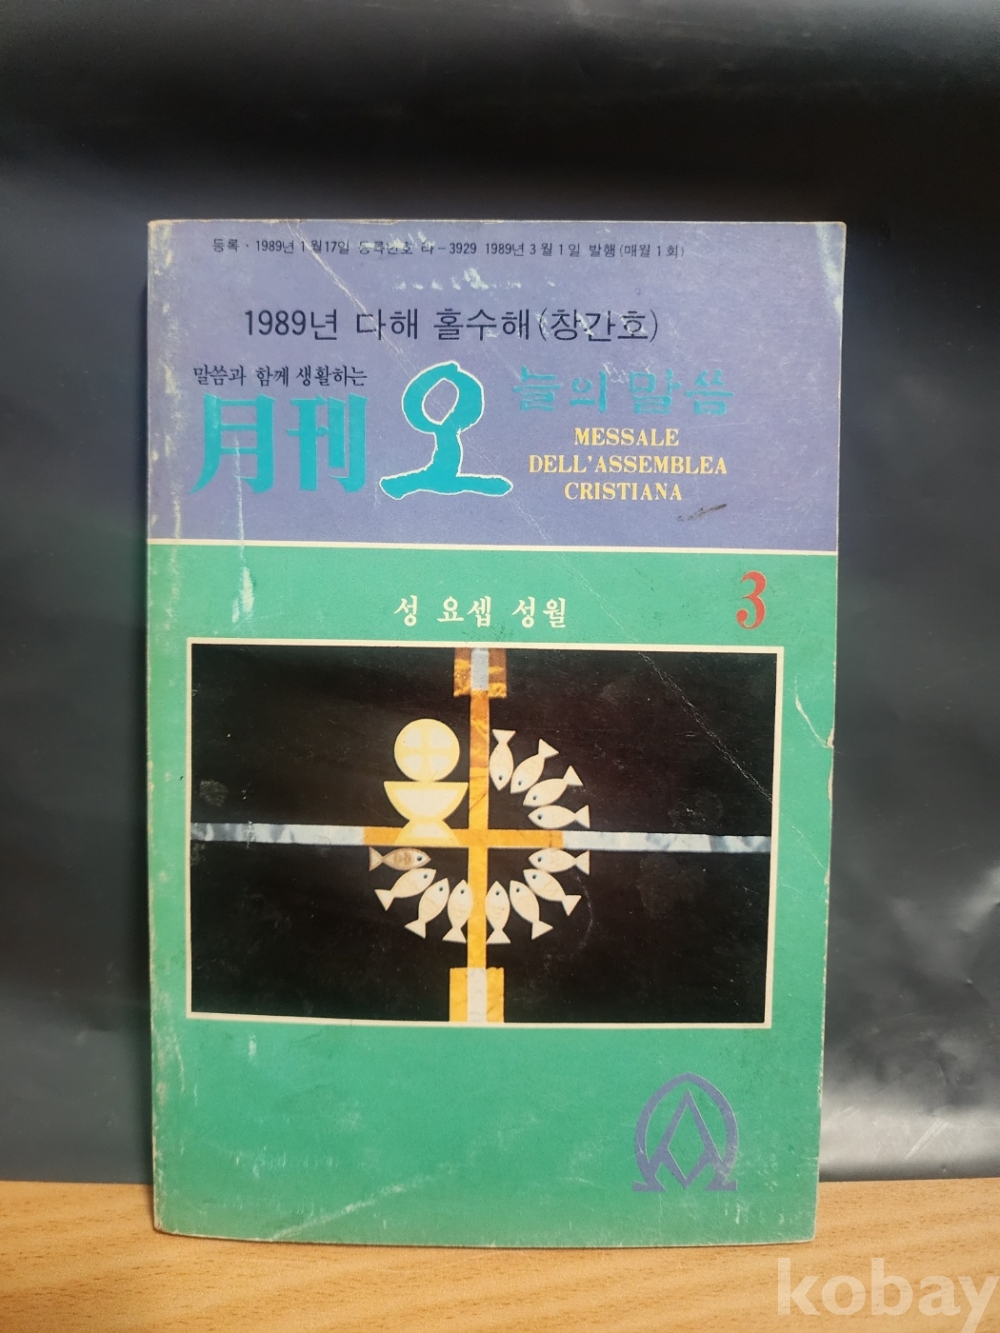 등록 · 1989년 1월17일 등록번호 라-3929 1989년 3월 1일 발행(매월 1회)
1989년 다해 홀수해(창간호)
말씀과 함께 생활하는
月刊 오늘의 말씀
MESSALE
DELL'ASSEMBLEA
CRISTIANA
성 요셉 성월
3
kobay